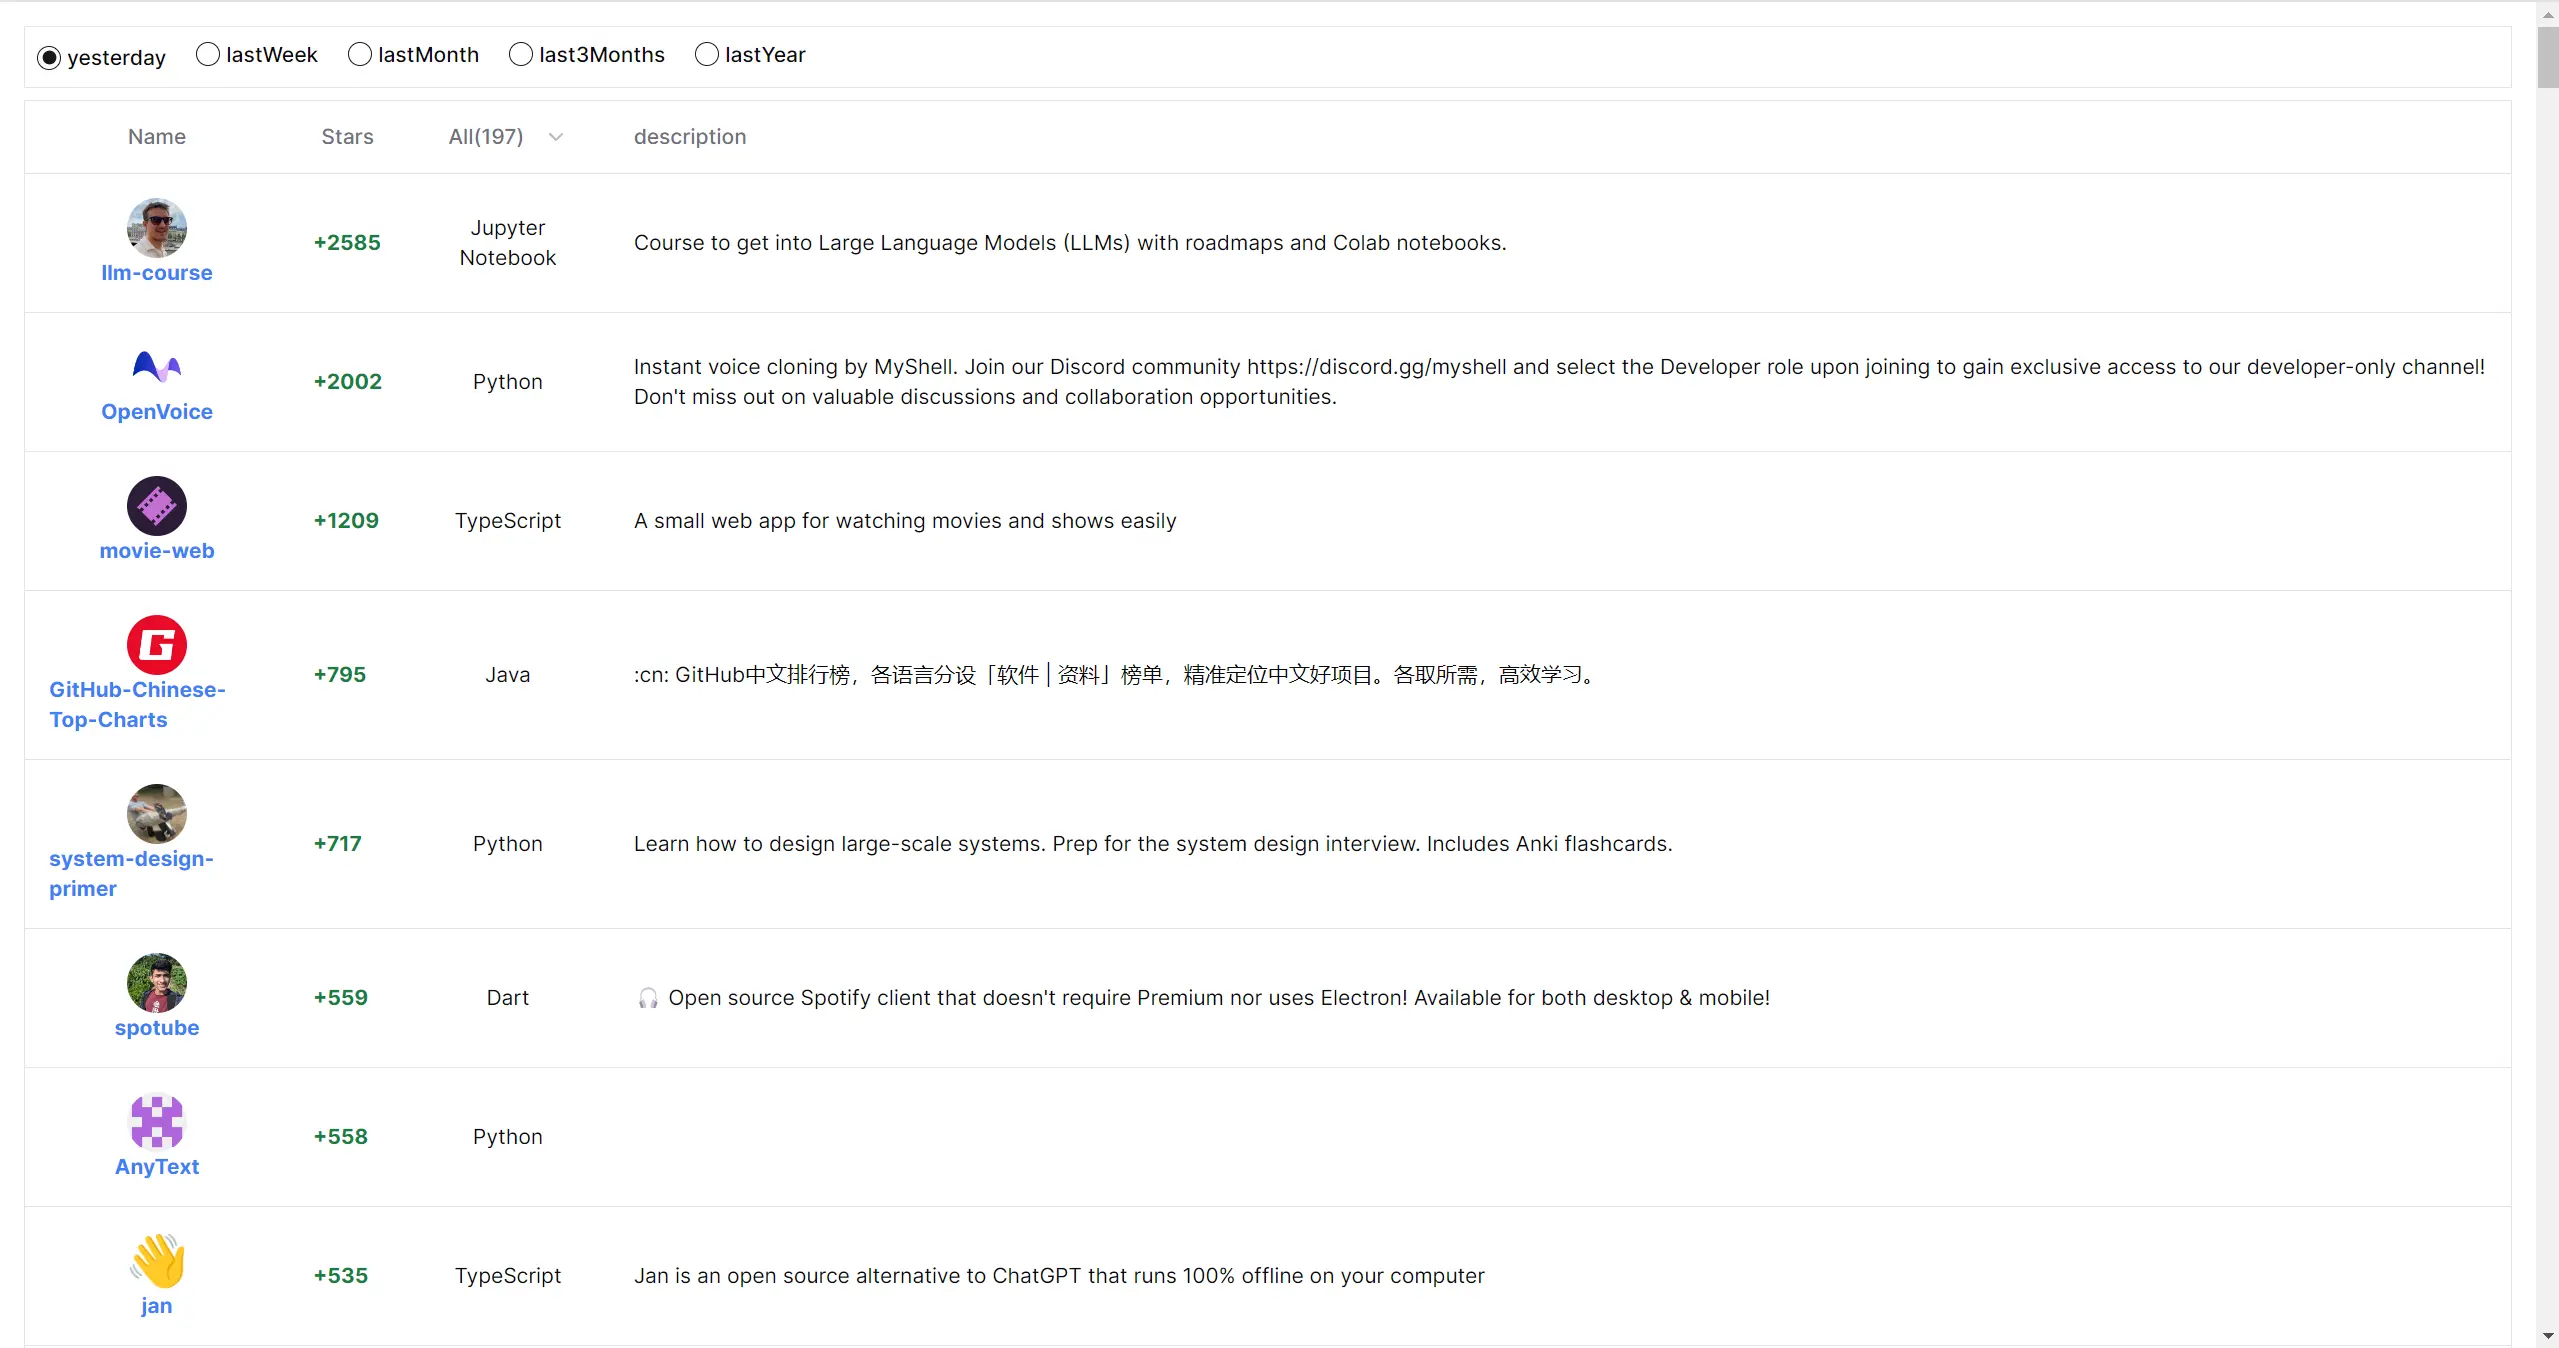 yesterday lastWeek lastMonth last3Months lastYear
Name Stars All(197) description
llm-course
+2585
Jupyter
Notebook
Course to get into Large Language Models (LLMs) with roadmaps and Colab notebooks.
OpenVoice
+2002
Python
Instant voice cloning by MyShell. Join our Discord community https://discord.gg/myshell and select the Developer role upon joining to gain exclusive access to our developer-only channel!
Don't miss out on valuable discussions and collaboration opportunities.
movie-web
+1209
TypeScript
A small web app for watching movies and shows easily
GitHub-Chinese-
Top-Charts
+795
Java
:cn: GitHub中文排行榜，各语言分设「软件 | 资料」榜单，精准定位中文好项目。各取所需，高效学习。
system-design-
primer
+717
Python
Learn how to design large-scale systems. Prep for the system design interview. Includes Anki flashcards.
spotube
+559
Dart
🎧 Open source Spotify client that doesn't require Premium nor uses Electron! Available for both desktop & mobile!
AnyText
+558
Python
jan
+535
TypeScript
Jan is an open source alternative to ChatGPT that runs 100% offline on your computer